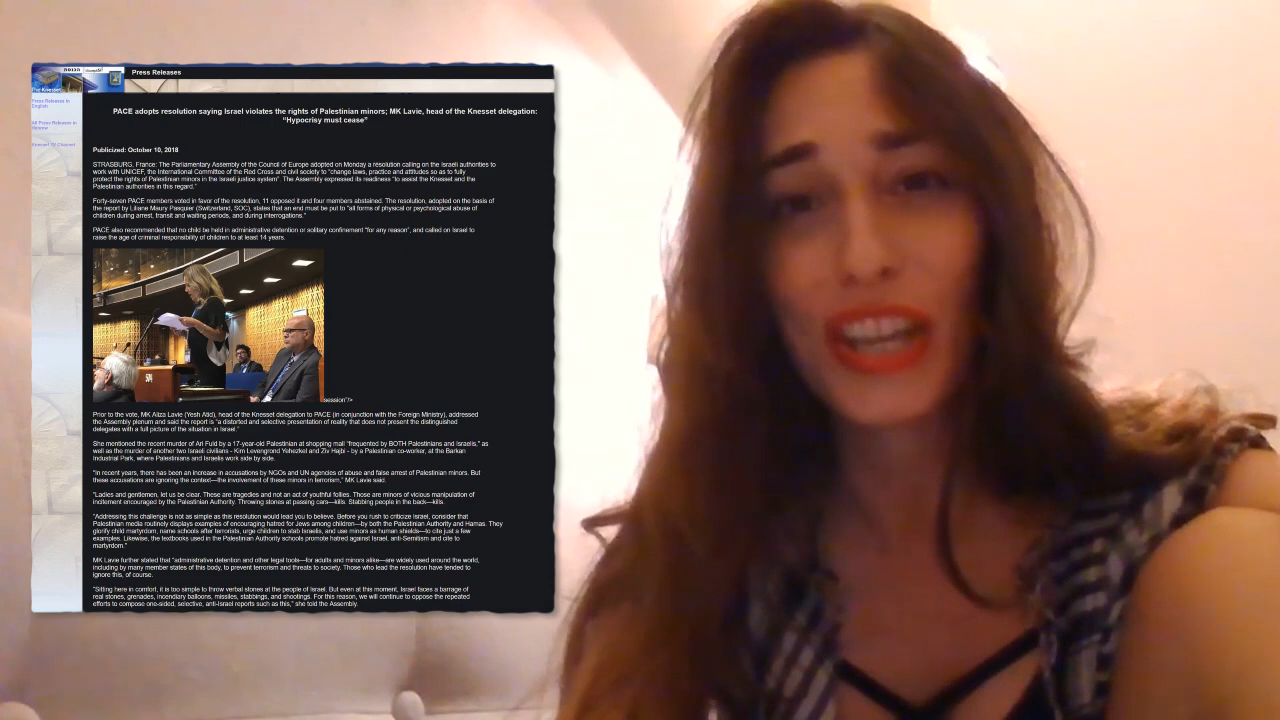 הכנסת
The Knesset
Press Releases
Press Releases in
English
All Press Releases in
Hebrew
Knesset TV Channel
PACE adopts resolution saying Israel violates the rights of Palestinian minors; MK Lavie, head of the Knesset delegation:
“Hypocrisy must cease”
Publicized: October 10, 2018
STRASBURG, France: The Parliamentary Assembly of the Council of Europe adopted on Monday a resolution calling on the Israeli authorities to
work with UNICEF, the International Committee of the Red Cross and civil society to “change laws, practice and attitudes so as to fully
protect the rights of Palestinian minors in the Israeli justice system”. The Assembly expressed its readiness “to assist the Knesset and the
Palestinian authorities in this regard.”
Forty-seven PACE members voted in favor of the resolution, 11 opposed it and four members abstained. The resolution, adopted on the basis of
the report by Liliane Maury Pasquier (Switzerland, SOC), states that an end must be put to “all forms of physical or psychological abuse of
children during arrest, transit and waiting periods, and during interrogations.”
PACE also recommended that no child be held in administrative detention or solitary confinement “for any reason”, and called on Israel to
raise the age of criminal responsibility of children to at least 14 years.
session"/>
Prior to the vote, MK Aliza Lavie (Yesh Atid), head of the Knesset delegation to PACE (in conjunction with the Foreign Ministry), addressed
the Assembly plenum and said the report is “a distorted and selective presentation of reality that does not present the distinguished
delegates with a full picture of the situation in Israel.”
She mentioned the recent murder of Ari Fuld by a 17-year-old Palestinian at shopping mall “frequented by BOTH Palestinians and Israelis,” as
well as the murder of another two Israeli civilians - Kim Levengrond Yehezkel and Ziv Hajbi - by a Palestinian co-worker, at the Barkan
Industrial Park, where Palestinians and Israelis work side by side.
“In recent years, there has been an increase in accusations by NGOs and UN agencies of abuse and false arrest of Palestinian minors. But
these accusations are ignoring the context—the involvement of these minors in terrorism,” MK Lavie said.
“Ladies and gentlemen, let us be clear. These are tragedies and not an act of youthful follies. Those are minors of vicious manipulation of
incitement encouraged by the Palestinian Authority. Throwing stones at passing cars—kills. Stabbing people in the back—kills.
“Addressing this challenge is not as simple as this resolution would lead you to believe. Before you rush to criticize Israel, consider that
Palestinian media routinely displays examples of encouraging hatred for Jews among children—by both the Palestinian Authority and Hamas. They
glorify child martyrdom, name schools after terrorists, urge children to stab Israelis, and use minors as human shields—to cite just a few
examples. Likewise, the textbooks used in the Palestinian Authority schools promote hatred against Israel, anti-Semitism and cite to
martyrdom.”
MK Lavie further stated that “administrative detention and other legal tools—for adults and minors alike—are widely used around the world,
including by many member states of this body, to prevent terrorism and threats to society. Those who lead the resolution have tended to
ignore this, of course.
“Sitting here in comfort, it is too simple to throw verbal stones at the people of Israel. But even at this moment, Israel faces a barrage of
real stones, grenades, incendiary balloons, missiles, stabbings, and shootings. For this reason, we will continue to oppose the repeated
efforts to compose one-sided, selective, anti-Israel reports such as this,” she told the Assembly.